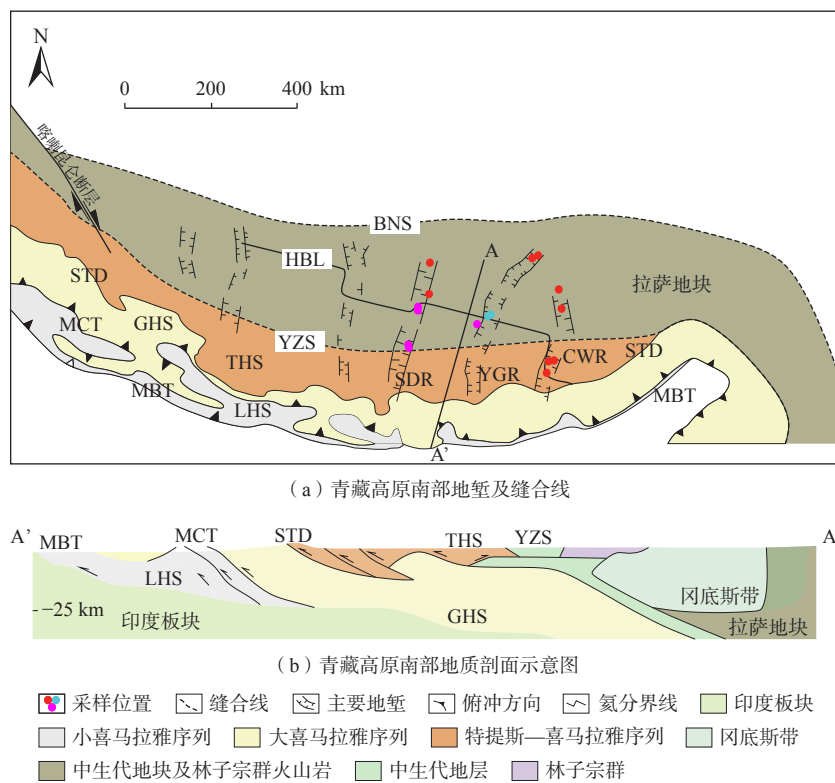 N
0 200 400 km
喀喇昆仑断层
BNS
A
HBL
拉萨地块
STD
MCT
GHS
YZS
THS
SDR
YGR
CWR
STD
MBT
LHS
MBT
A'
（a）青藏高原南部地堑及缝合线
A'
MBT
MCT
STD
THS
YZS
A
LHS
−25 km
冈底斯带
印度板块
GHS
拉萨地块
（b）青藏高原南部地质剖面示意图
采样位置 缝合线 主要地堑 俯冲方向 氦分界线 印度板块
小喜马拉雅序列 大喜马拉雅序列 特提斯—喜马拉雅序列 冈底斯带
中生代地块及林子宗群火山岩 中生代地层 林子宗群